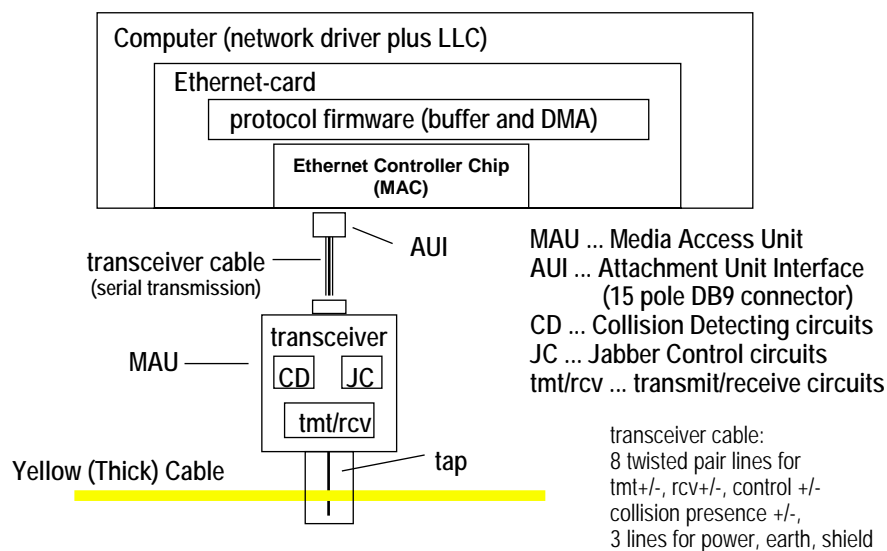 Computer (network driver plus LLC)
Ethernet-card
protocol firmware (buffer and DMA)
Ethernet Controller Chip
(MAC)
AUI
transceiver cable
(serial transmission)
MAU ... Media Access Unit
AUI ... Attachment Unit Interface
(15 pole DB9 connector)
CD ... Collision Detecting circuits
JC ... Jabber Control circuits
tmt/rcv ... transmit/receive circuits
transceiver
MAU
CD
JC
tmt/rcv
tap
Yellow (Thick) Cable
transceiver cable:
8 twisted pair lines for
tmt+/-, rcv+/-, control +/-
collision presence +/-,
3 lines for power, earth, shield